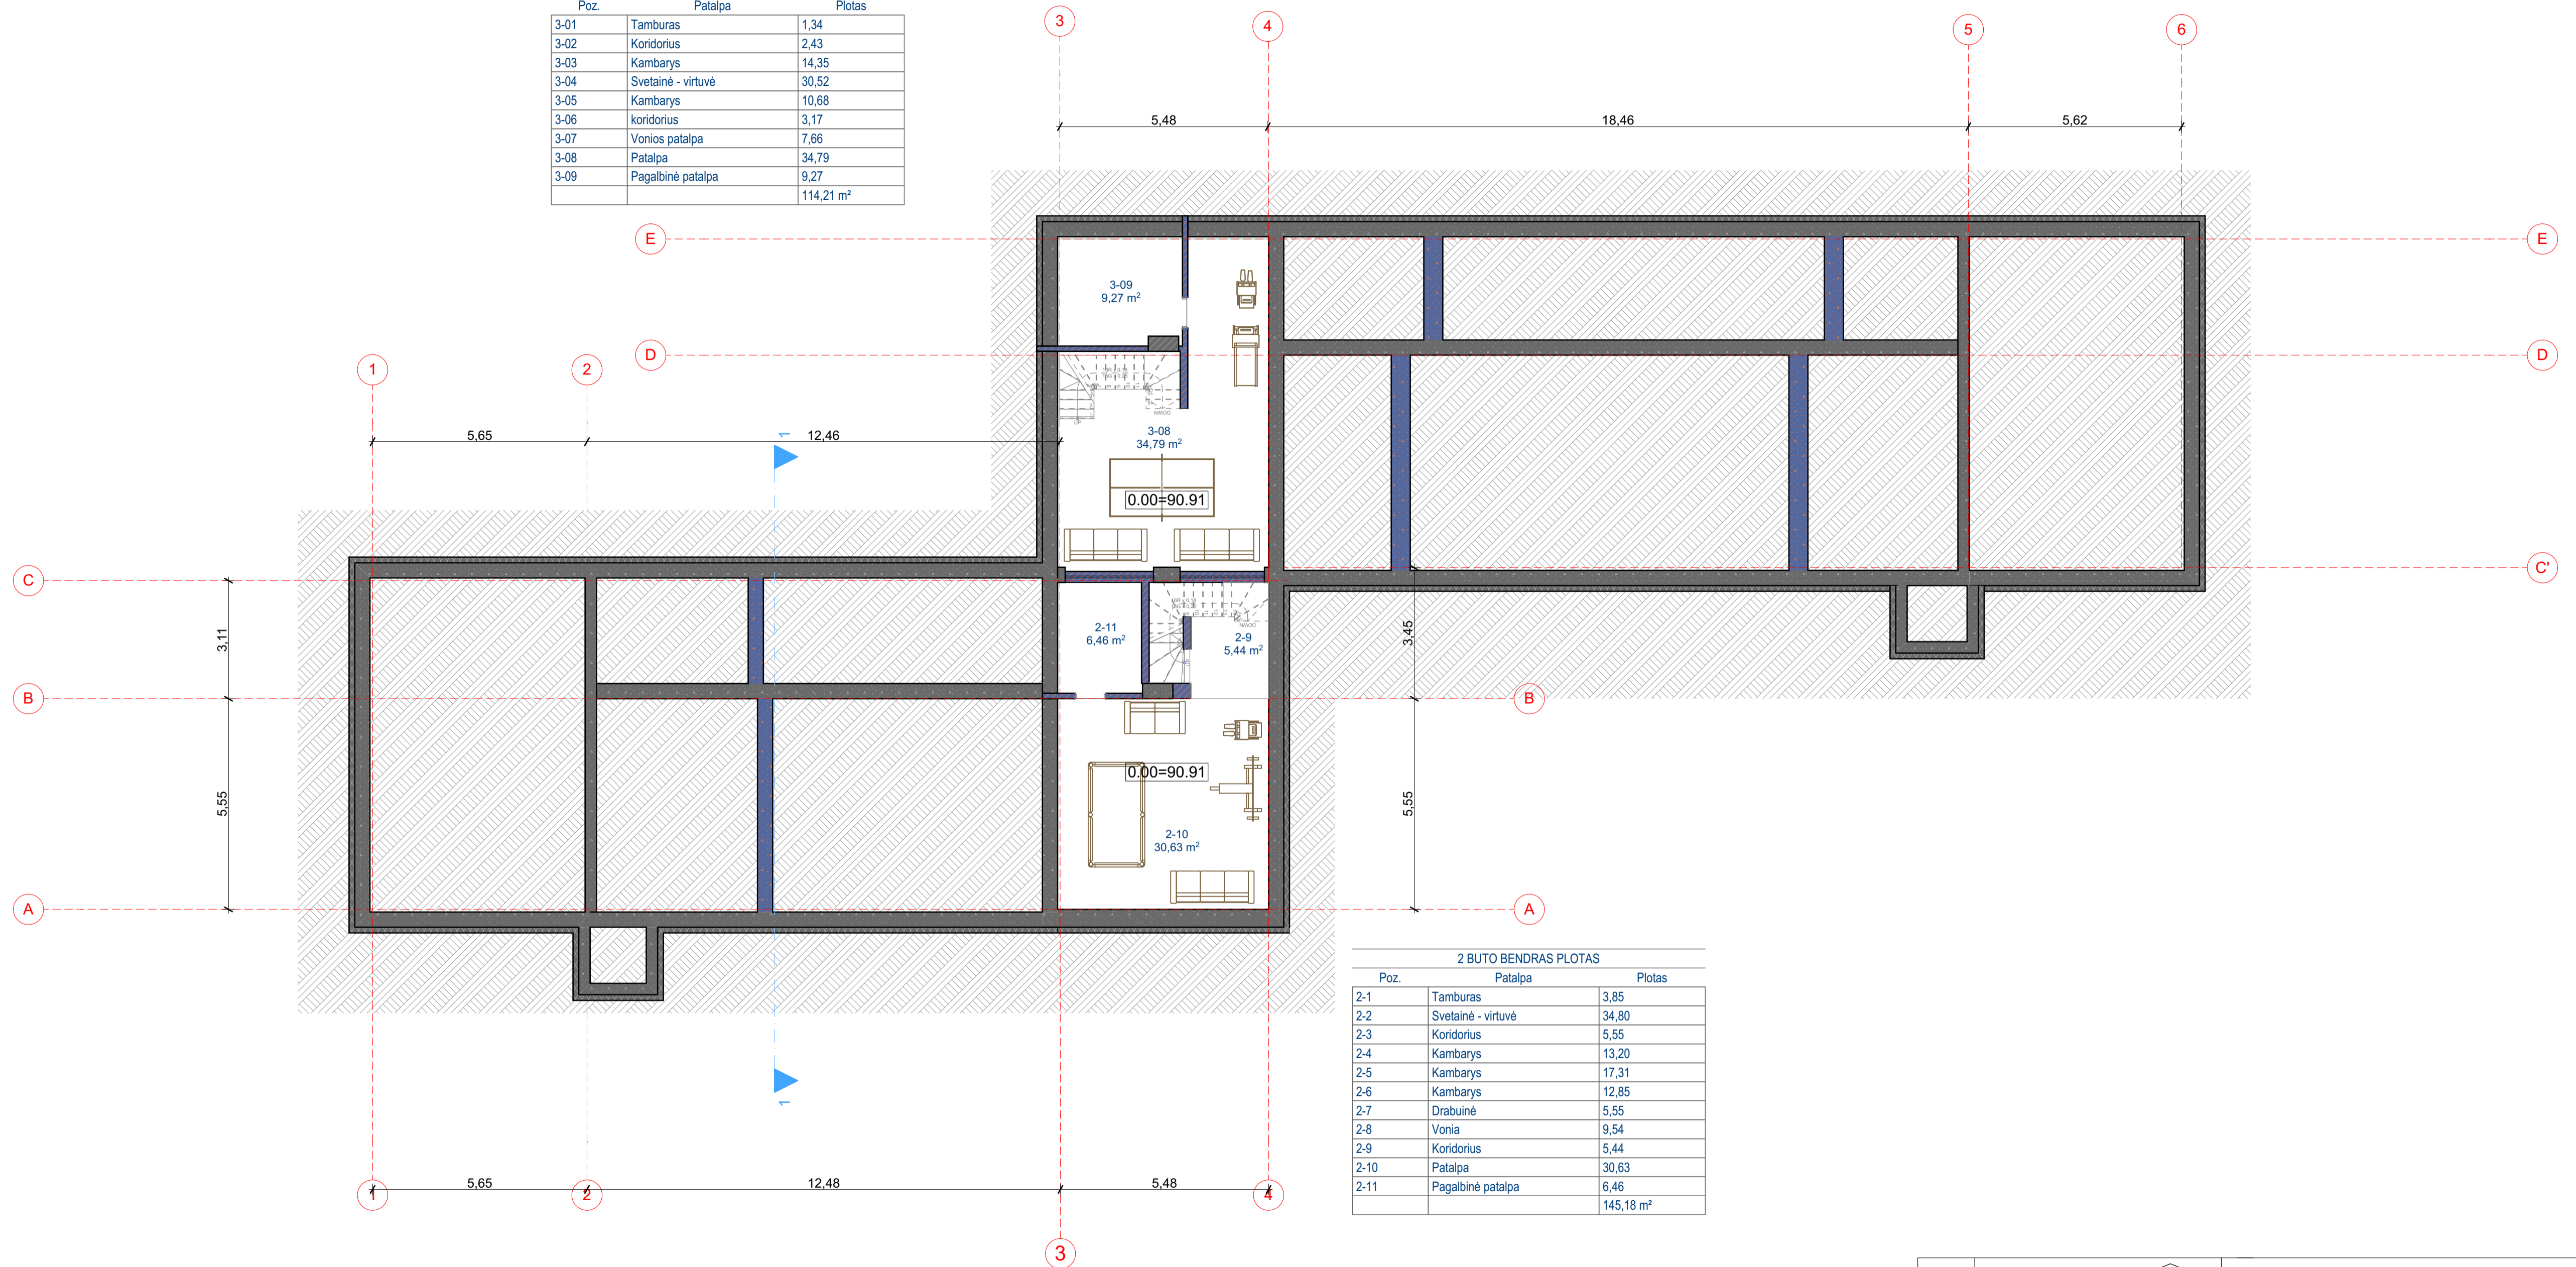 Poz. Patalpa Plotas
3-01 Tamburas 1,34
3-02 Koridorius 2,43
3-03 Kambarys 14,35
3-04 Svetainė - virtuvė 30,52
3-05 Kambarys 10,68
3-06 koridorius 3,17
3-07 Vonios patalpa 7,66
3-08 Patalpa 34,79
3-09 Pagalbinė patalpa 9,27
114,21 m²
3
4
5
6
5,48
18,46
5,62
E
E
3-09
9,27 m²
D
D
1
2
DOWN
5,65
12,46
1
3-08
34,79 m²
0.00=90.91
C
C'
3,11
3,45
2-11
6,46 m²
DOWN
2-9
5,44 m²
B
B
5,55
5,55
0.00=90.91
2-10
30,63 m²
A
A
2 BUTO BENDRAS PLOTAS
Poz. Patalpa Plotas
2-1 Tamburas 3,85
2-2 Svetainė - virtuvė 34,80
2-3 Koridorius 5,55
2-4 Kambarys 13,20
2-5 Kambarys 17,31
2-6 Kambarys 12,85
2-7 Drabuinė 5,55
2-8 Vonia 9,54
2-9 Koridorius 5,44
2-10 Patalpa 30,63
2-11 Pagalbinė patalpa 6,46
145,18 m²
1
5,65
12,48
5,48
1
2
4
3